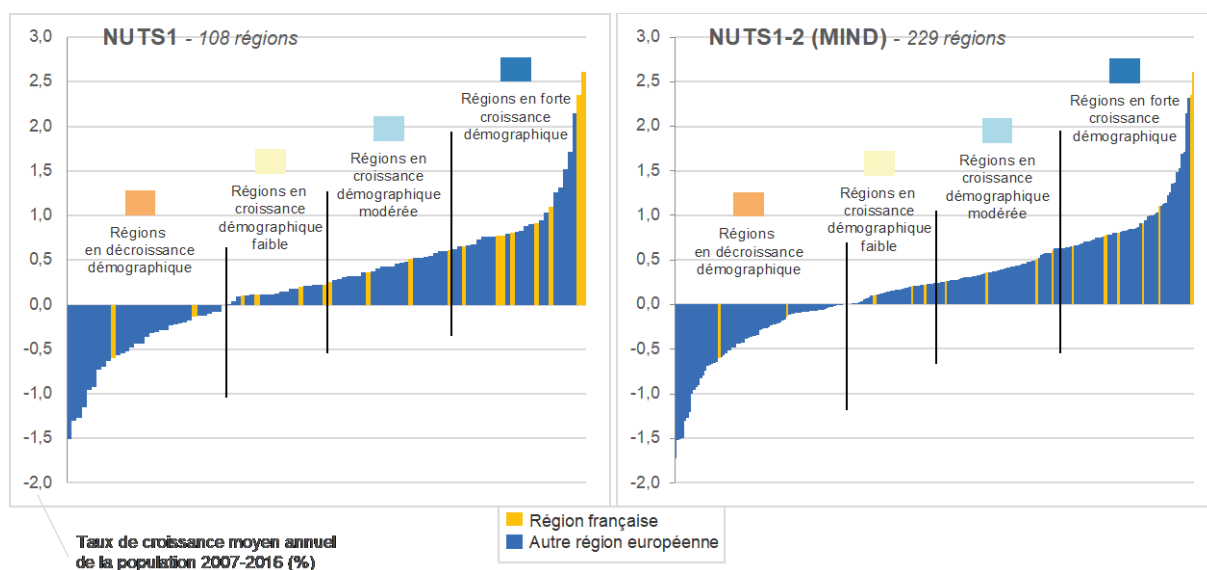 NUTS1 - 108 régions
3,0
2,5
2,0
1,5
1,0
0,5
0,0
-0,5
-1,0
-1,5
-2,0
Régions
en décroissance
démographique
Régions en
croissance
démographique
faible
Régions en
croissance
démographique
modérée
Régions en forte
croissance
démographique
NUTS1-2 (MIND) - 229 régions
3,0
2,5
2,0
1,5
1,0
0,5
0,0
-0,5
-1,0
-1,5
-2,0
Régions
en décroissance
démographique
Régions en
croissance
démographique
faible
Régions en
croissance
démographique
modérée
Régions en forte
croissance
démographique
Région française
Autre région européenne
Taux de croissance moyen annuel
de la population 2007-2016 (%)